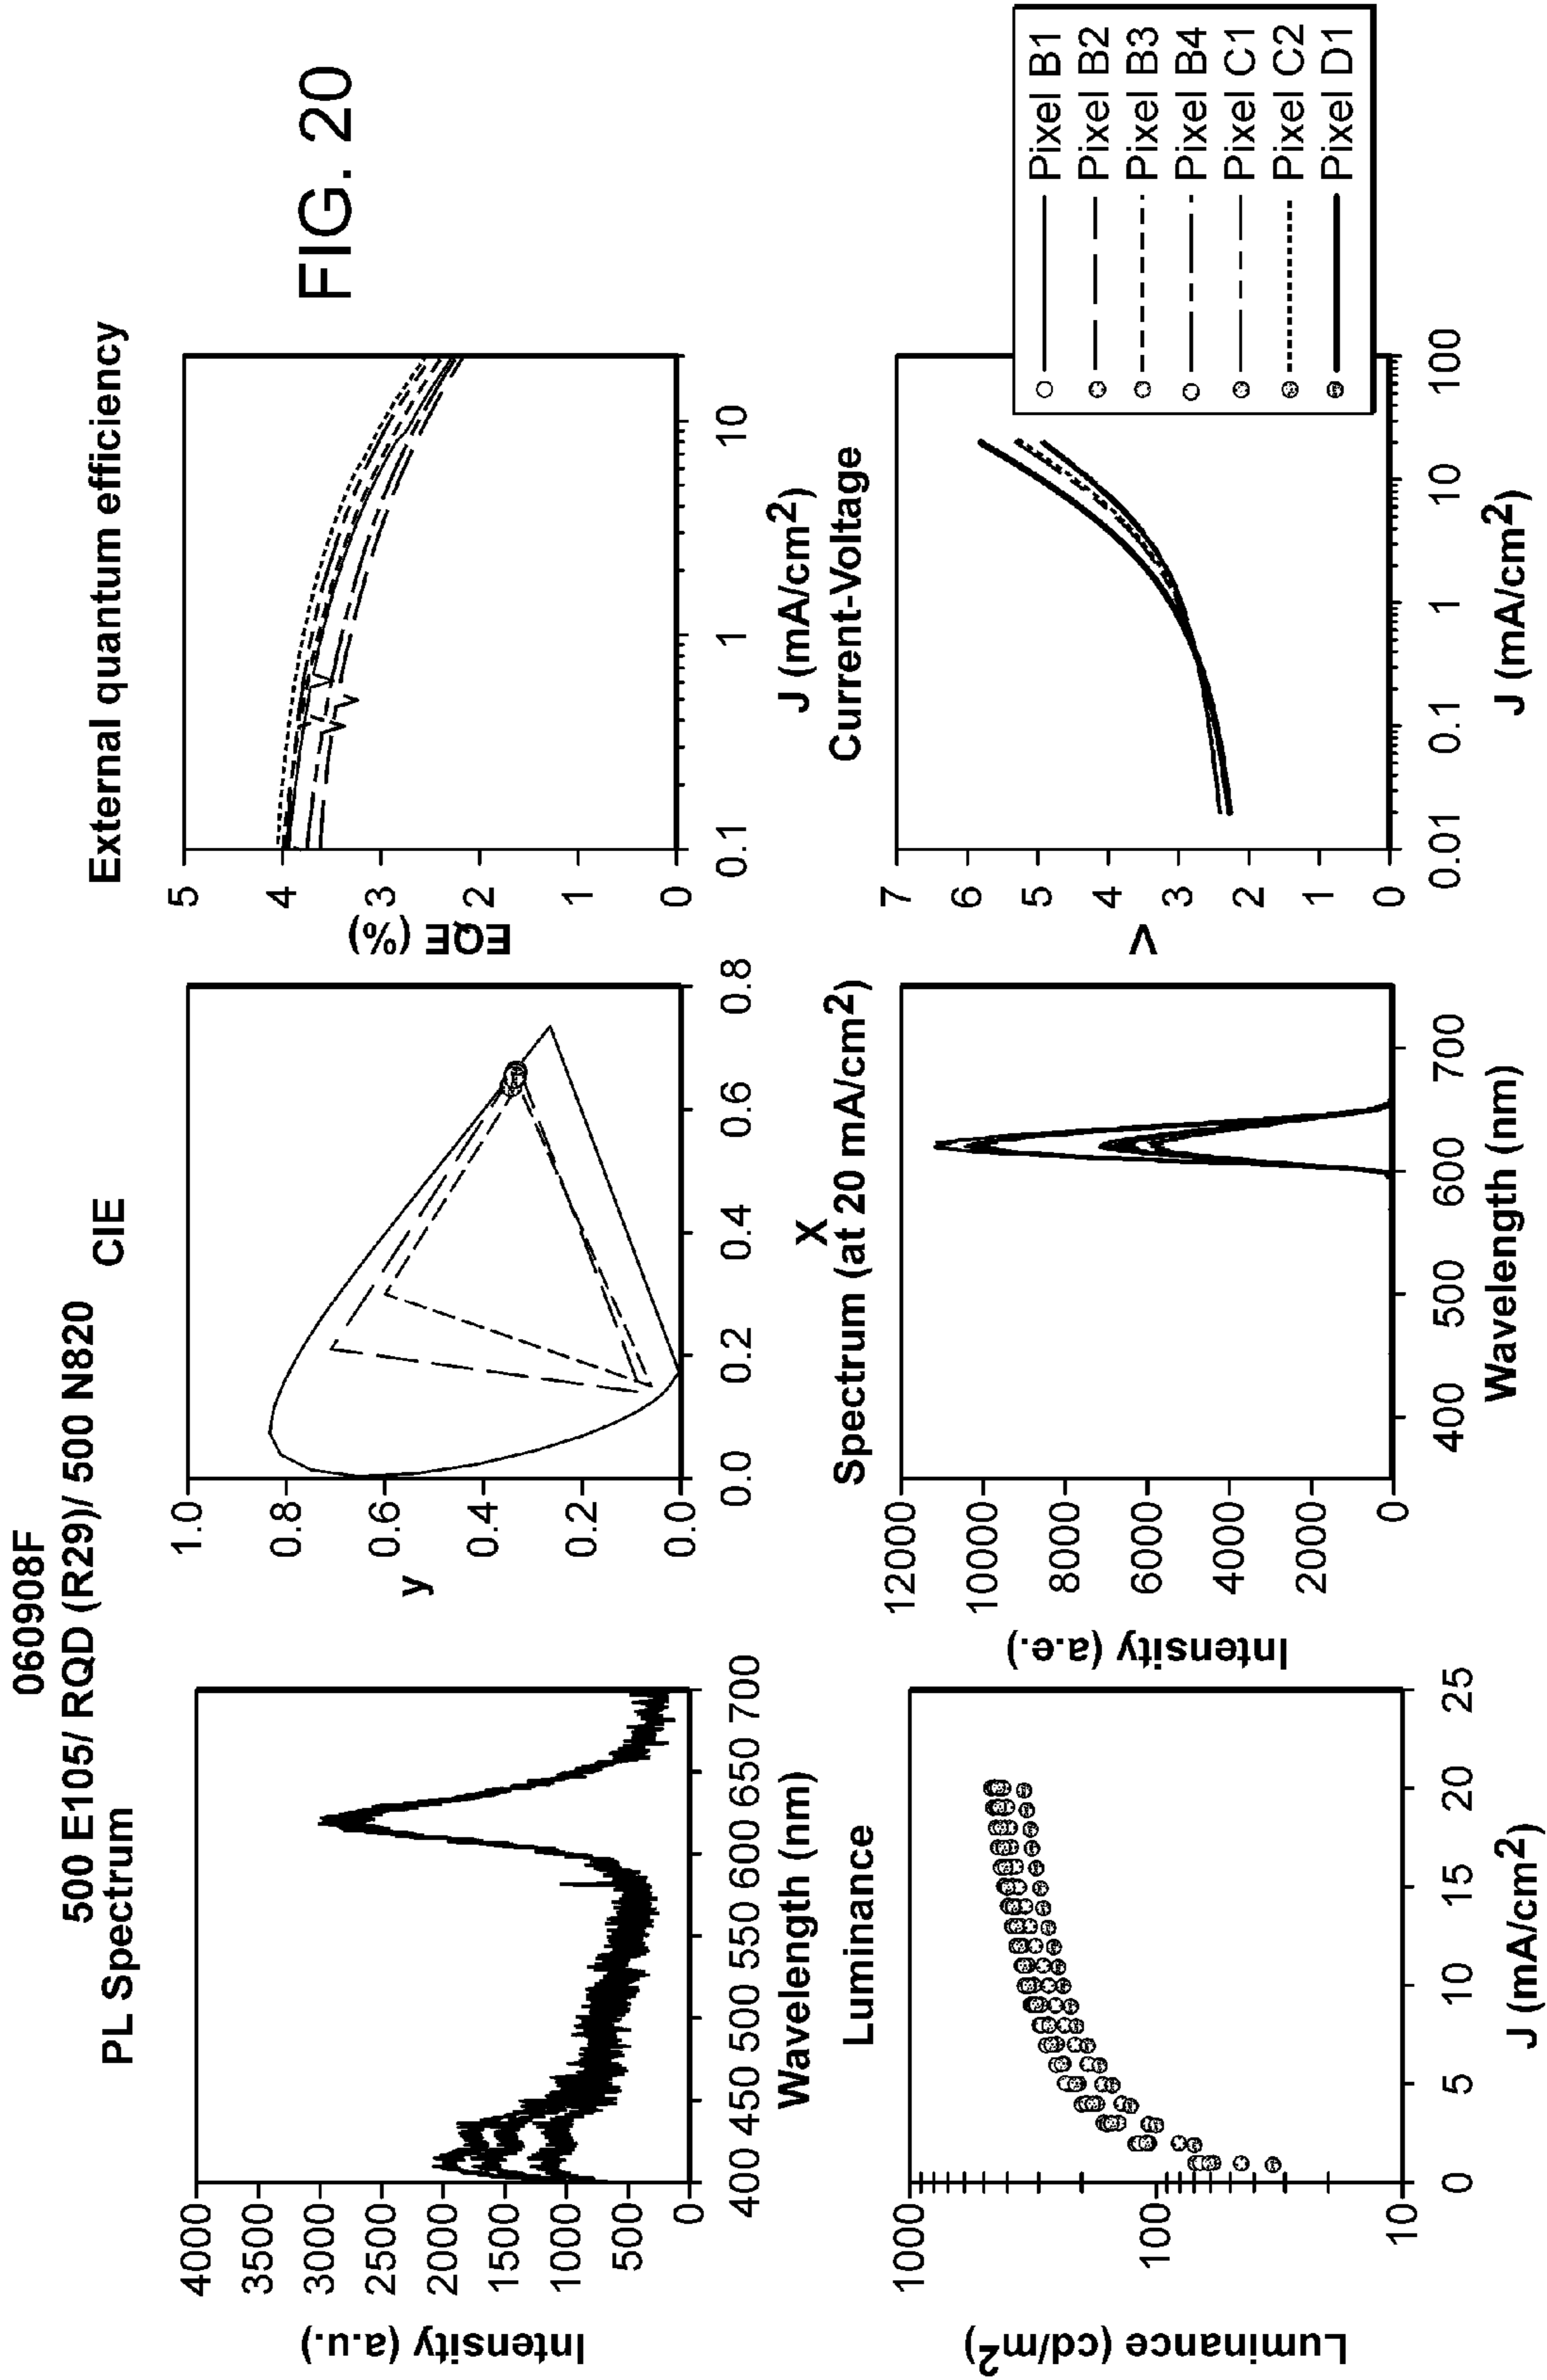 060908F
500 E105/ RQD (R29)/ 500 N820
FIG. 20
PL Spectrum
Intensity (a.u.)
4000
3500
3000
2500
2000
1500
1000
500
0
400 450 500 550 600 650 700
Wavelength (nm)
CIE
y
1.0
0.8
0.6
0.4
0.2
0.0
0.0 0.2 0.4 0.6 0.8
X
External quantum efficiency
EQE (%)
5
4
3
2
1
0
0.1 1 10
J (mA/cm²)
Luminance
Luminance (cd/m²)
1000
100
10
0 5 10 15 20 25
J (mA/cm²)
Spectrum (at 20 mA/cm²)
Intensity (a.e.)
12000
10000
8000
6000
4000
2000
0
400 500 600 700
Wavelength (nm)
Current-Voltage
V
7
6
5
4
3
2
1
0
0.01 0.1 1 10 100
J (mA/cm²)
Pixel B1
Pixel B2
Pixel B3
Pixel B4
Pixel C1
Pixel C2
Pixel D1